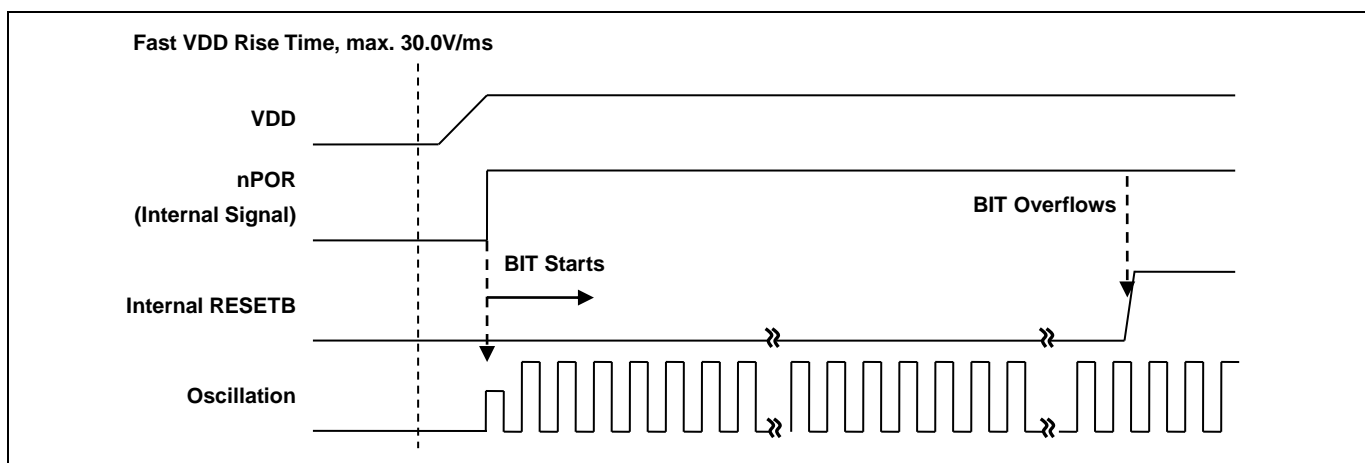 Fast VDD Rise Time, max. 30.0V/ms
VDD
nPOR
(Internal Signal)
BIT Overflows
BIT Starts
Internal RESETB
Oscillation